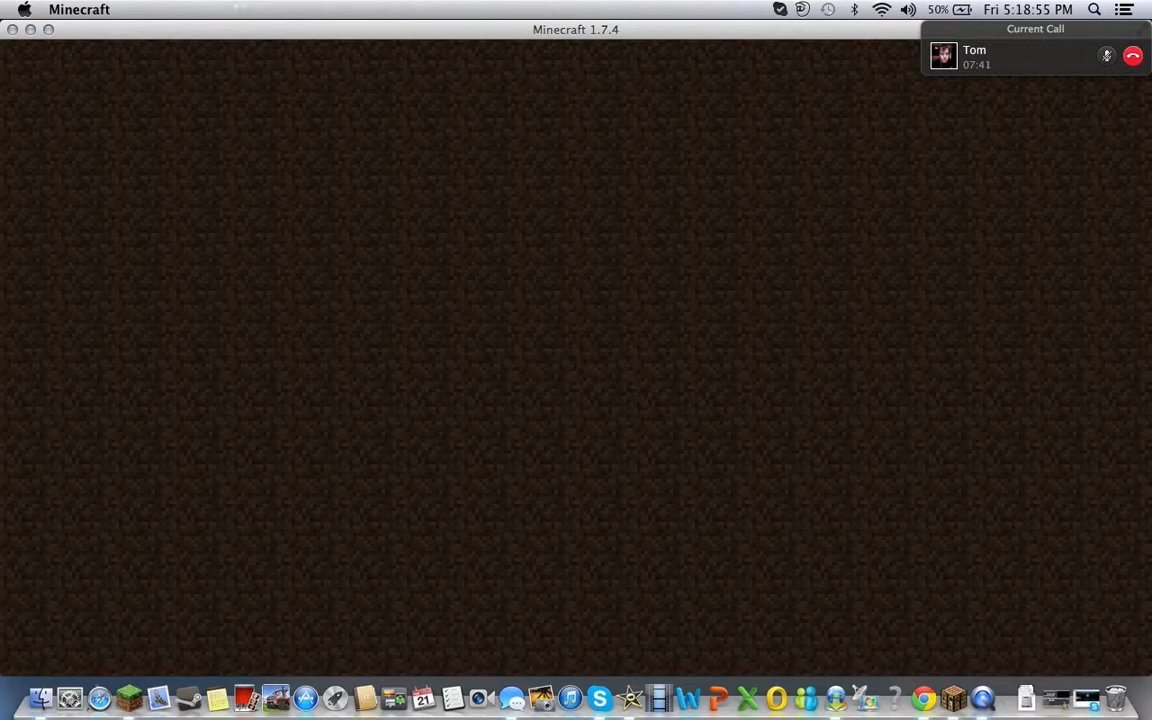 Minecraft
50%
Fri 5:18:55 PM
Minecraft 1.7.4
Current Call
Tom
07:41
21